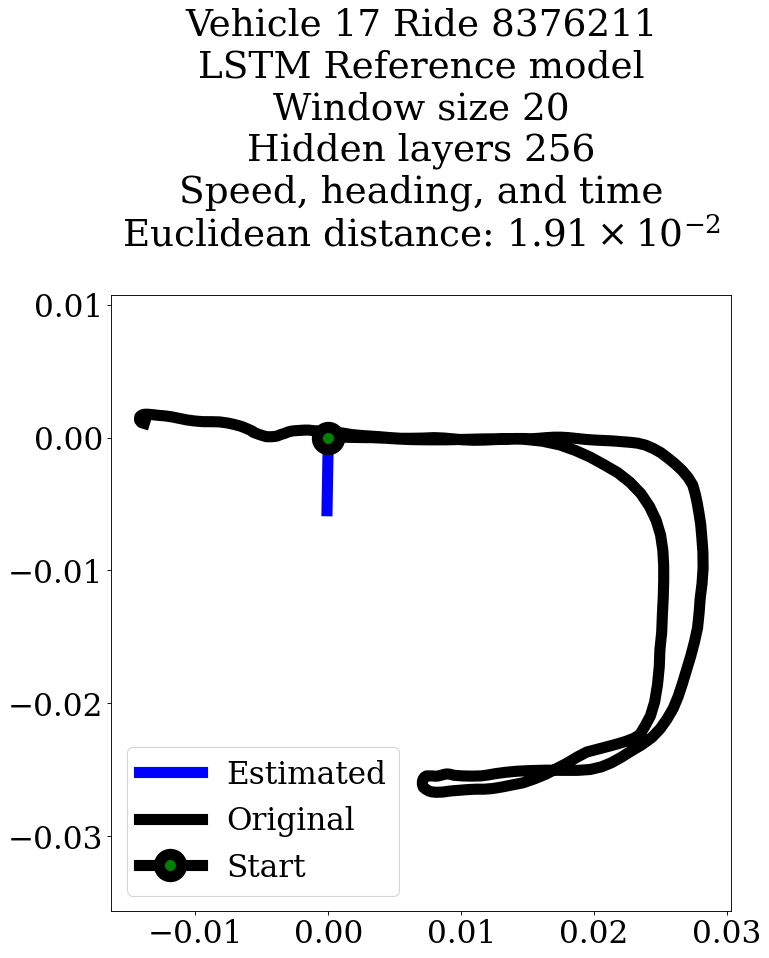 Vehicle 17 Ride 8376211
LSTM Reference model
Window size 20
Hidden layers 256
Speed, heading, and time
Euclidean distance: 1.91 × 10⁻²
0.01
0.00
−0.01
−0.02
−0.03
Estimated
Original
Start
−0.01 0.00 0.01 0.02 0.03